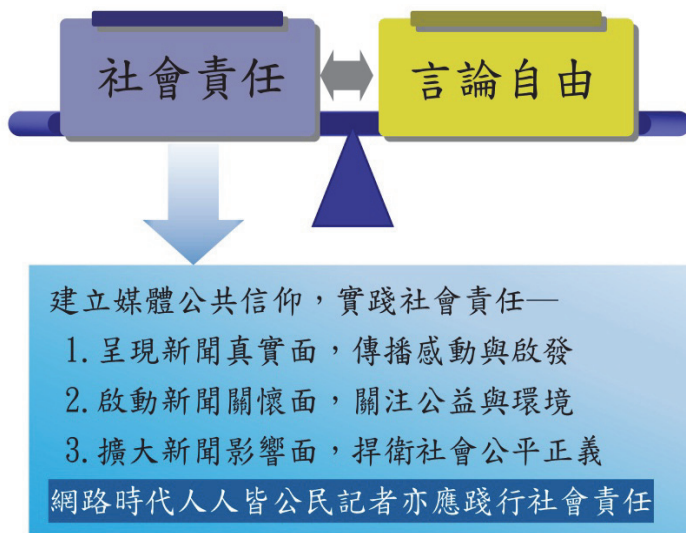 社會責任
言論自由
建立媒體公共信仰，實踐社會責任—
1. 呈現新聞真實面，傳播感動與啟發
2. 啟動新聞關懷面，關注公益與環境
3. 擴大新聞影響面，捍衛社會公平正義
網路時代人人皆公民記者亦應踐行社會責任